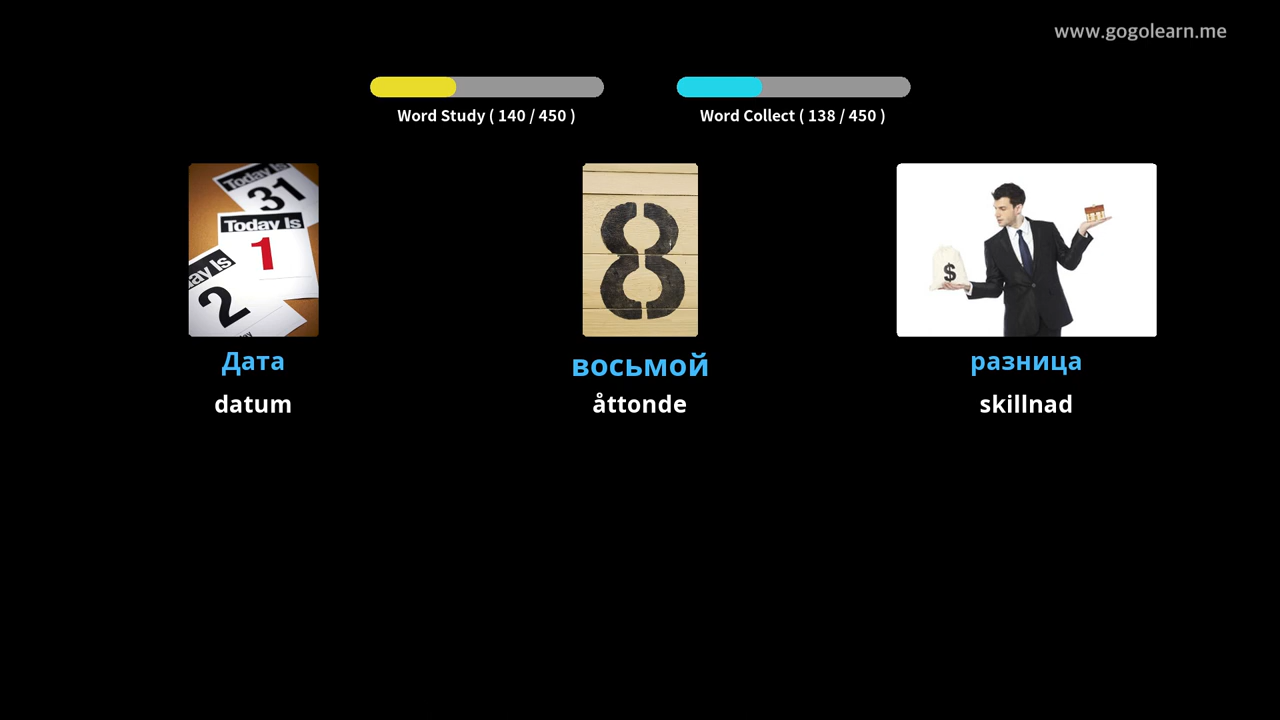 www.gogolearn.me
Word Study ( 140 / 450 )
Word Collect ( 138 / 450 )
Today Is
31
Today Is
1
ay Is
2
8
$
Дата
восьмой
разница
datum
åttonde
skillnad